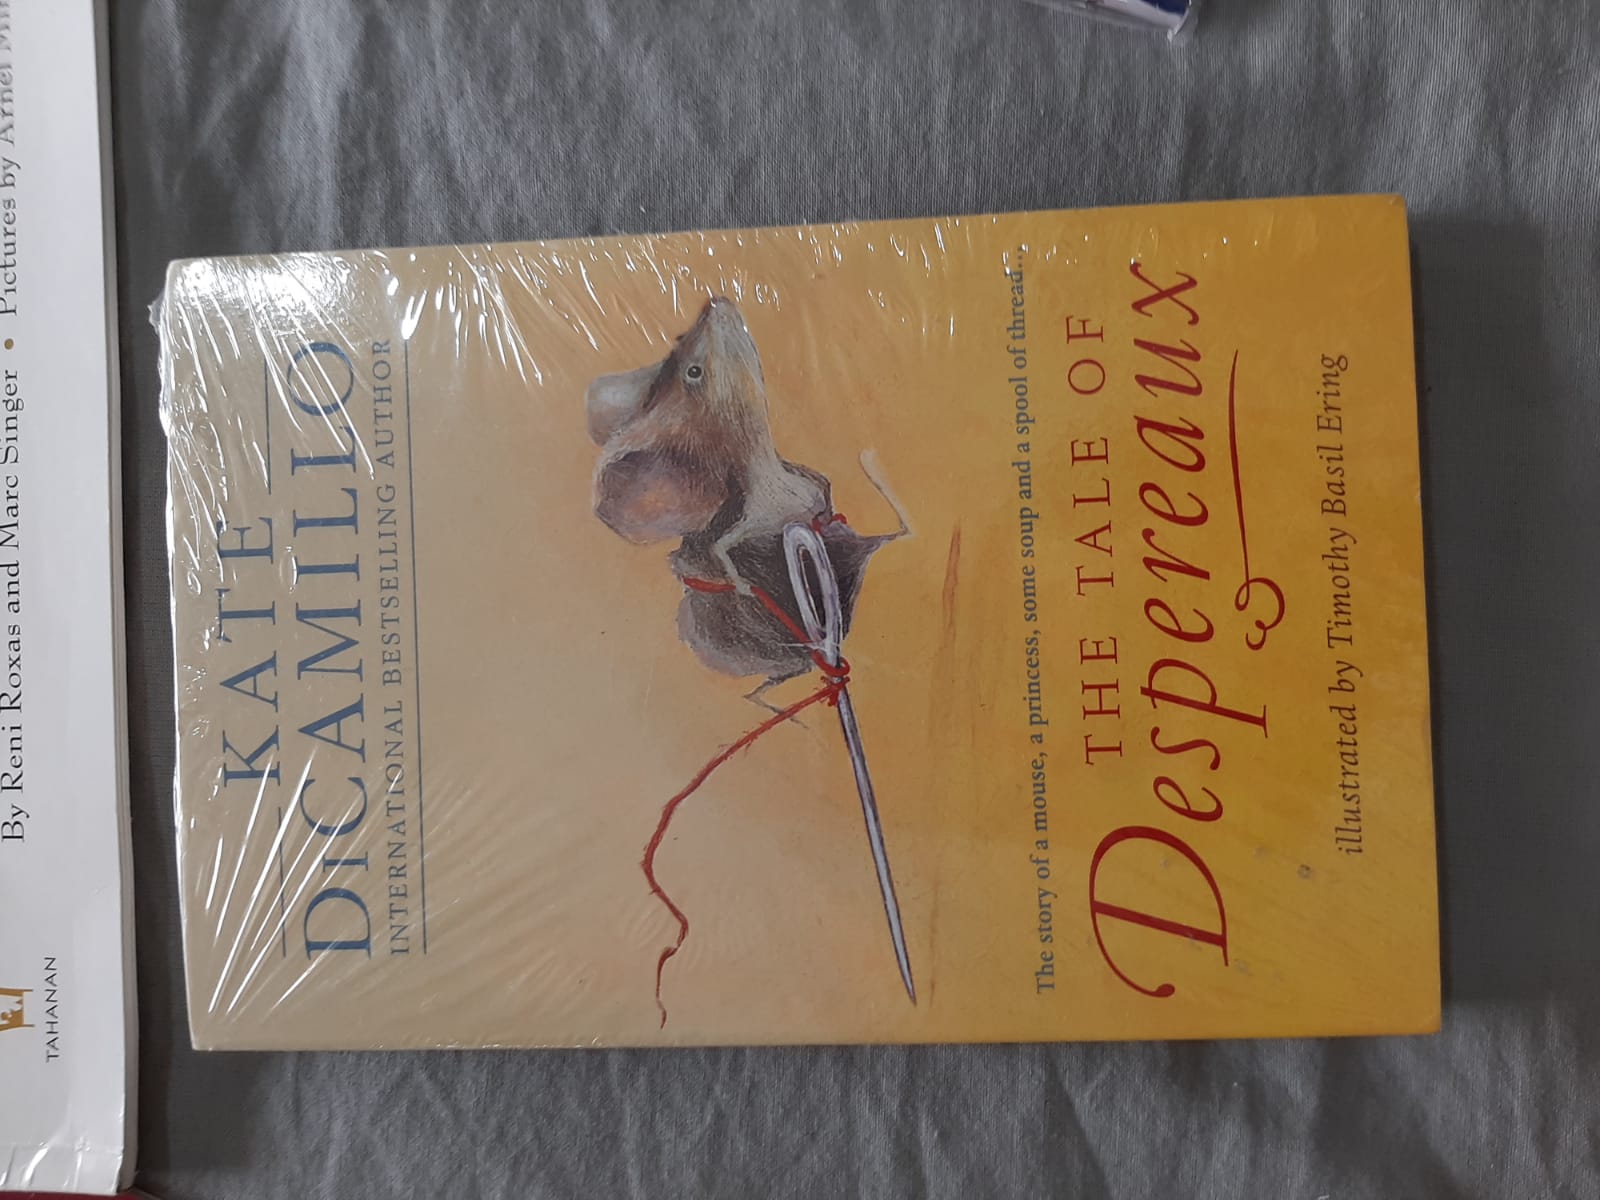 KATE
DICAMILLO
INTERNATIONAL BESTSELLING AUTHOR
The story of a mouse, a princess, some soup and a spool of thread...
THE TALE OF
Despereaux
illustrated by Timothy Basil Ering
By Reni Roxas and Marc Singer • Pictures by Arnel
TAHANAN